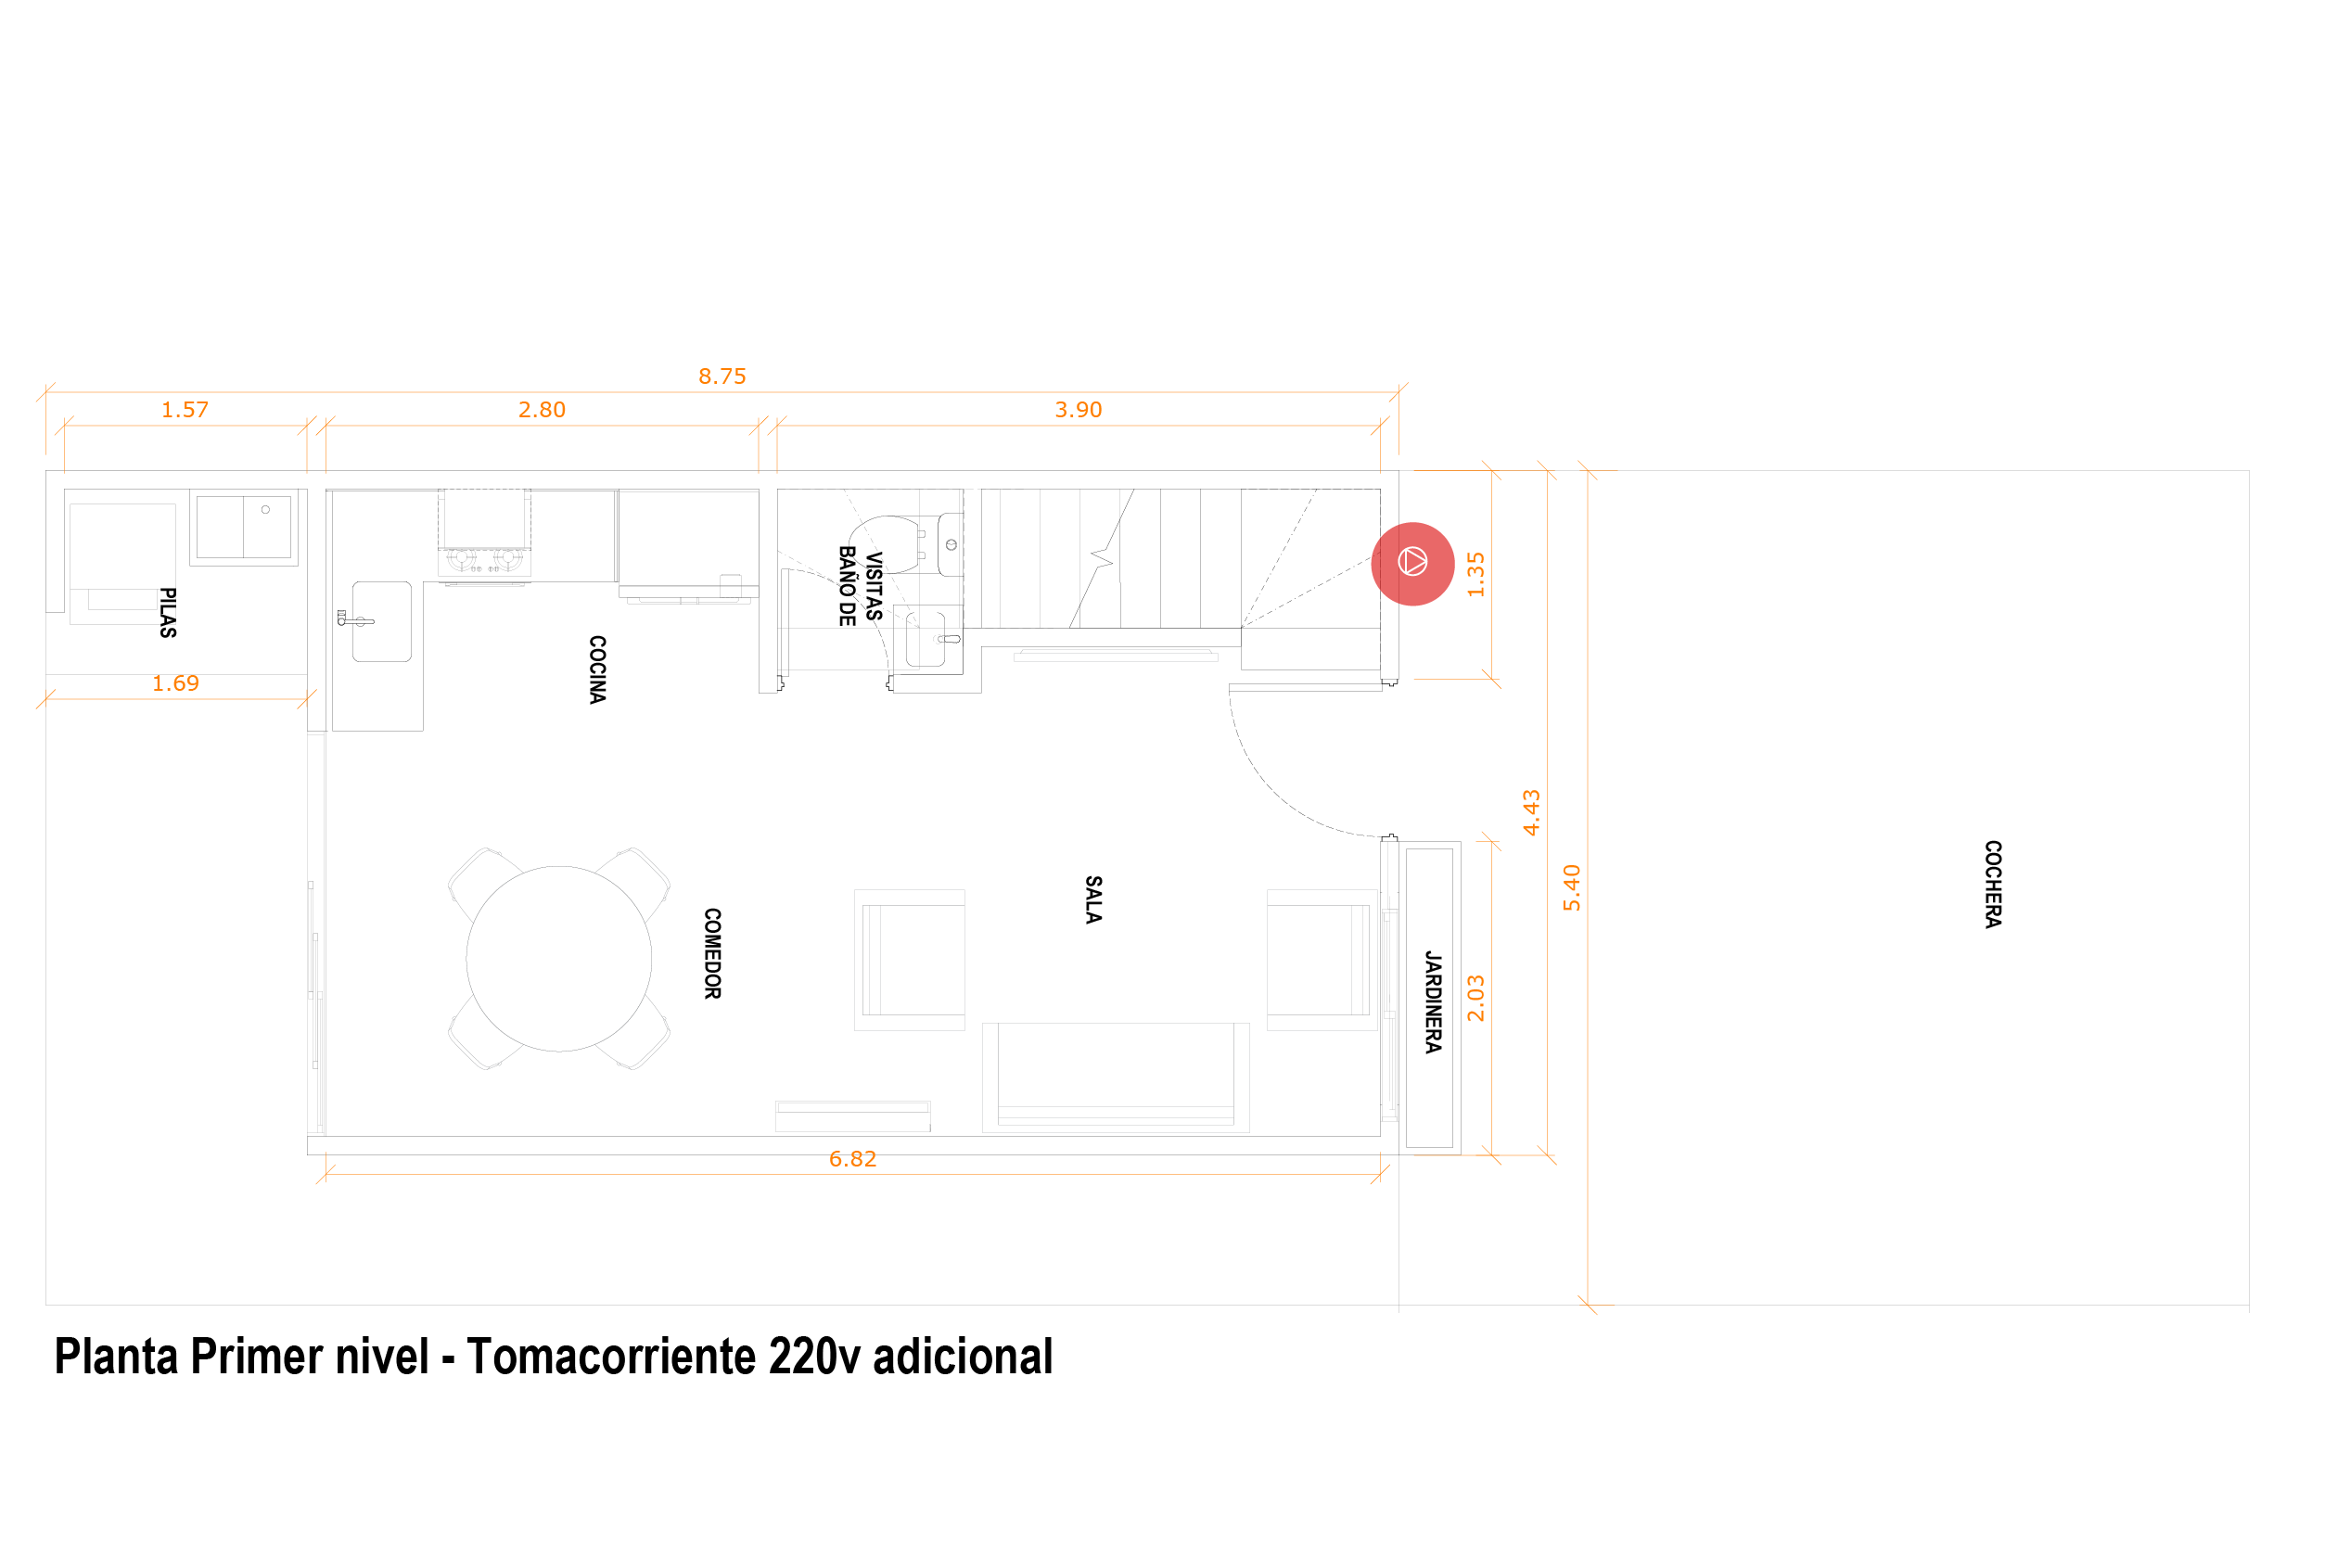 8.75
1.57
2.80
3.90
1.35
VISITAS
BAÑO DE
PILAS
COCINA
1.69
4.43
5.40
COCHERA
SALA
COMEDOR
JARDINERA
2.03
6.82
Planta Primer nivel - Tomacorriente 220v adicional